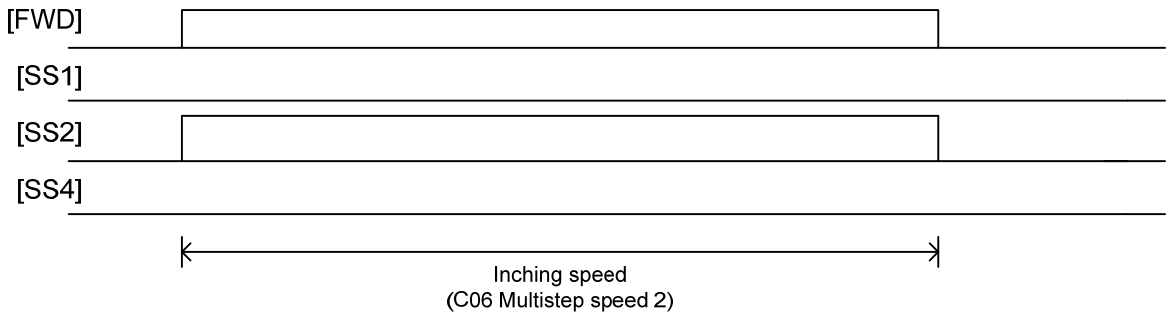 [FWD]
[SS1]
[SS2]
[SS4]
Inching speed
(C06 Multistep speed 2)